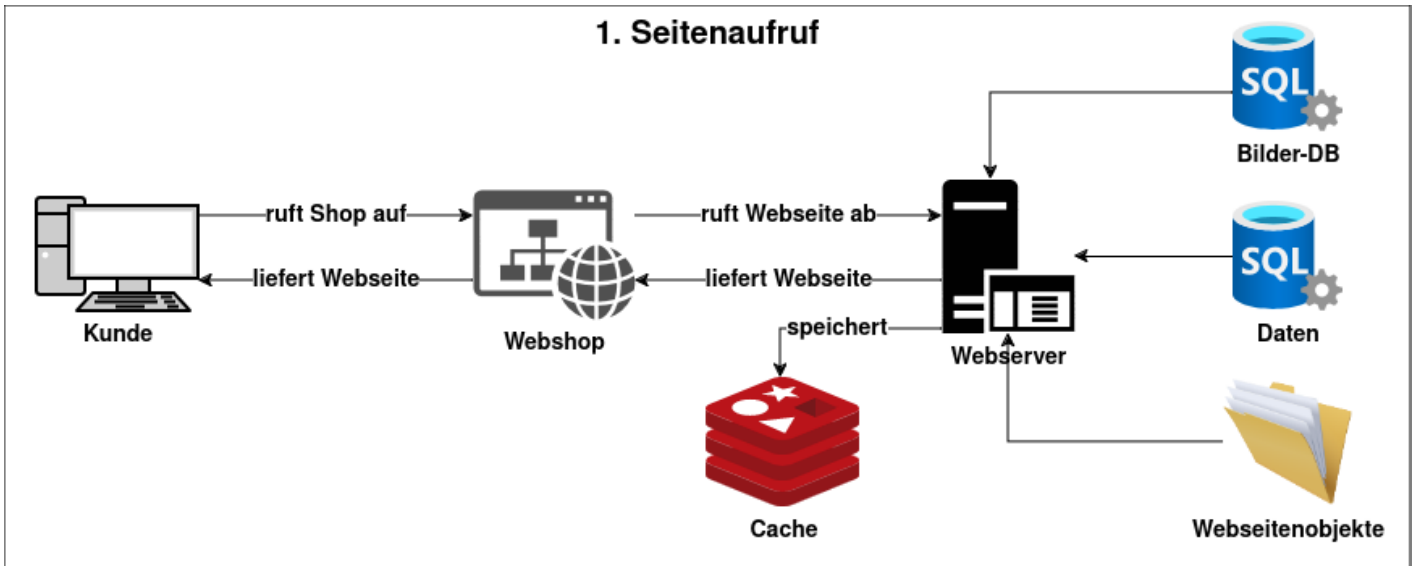 1. Seitenaufruf
SQL
Bilder-DB
ruft Shop auf
ruft Webseite ab
SQL
liefert Webseite
liefert Webseite
Kunde
Webshop
speichert
Webserver
Daten
Cache
Webseitenobjekte